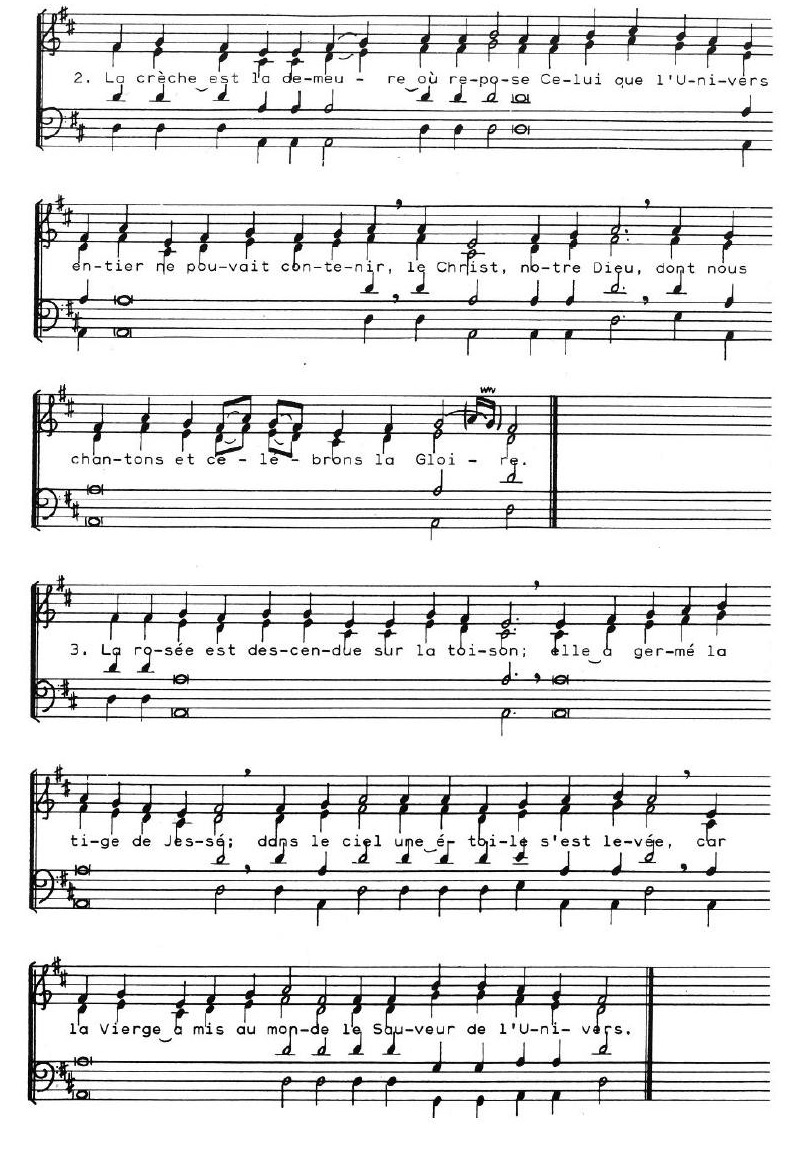 2. La crèche est la de-meu - re où re-po-se Ce-lui que l'U-ni-vers
en-tier ne pou-vait con-te-nir, le Christ, no-tre Dieu, dont nous
chan-tons et cé - lé - brons la Gloi - re.
3. La ro-sée est des-cen-due sur la toi-son; elle a ger-mé la
ti-ge de Jes-sé; dans le ciel une é- toi-le s'est le-vée, car
la Vierge a mis au mon-de le Sau-veur de l'U-ni- vers.